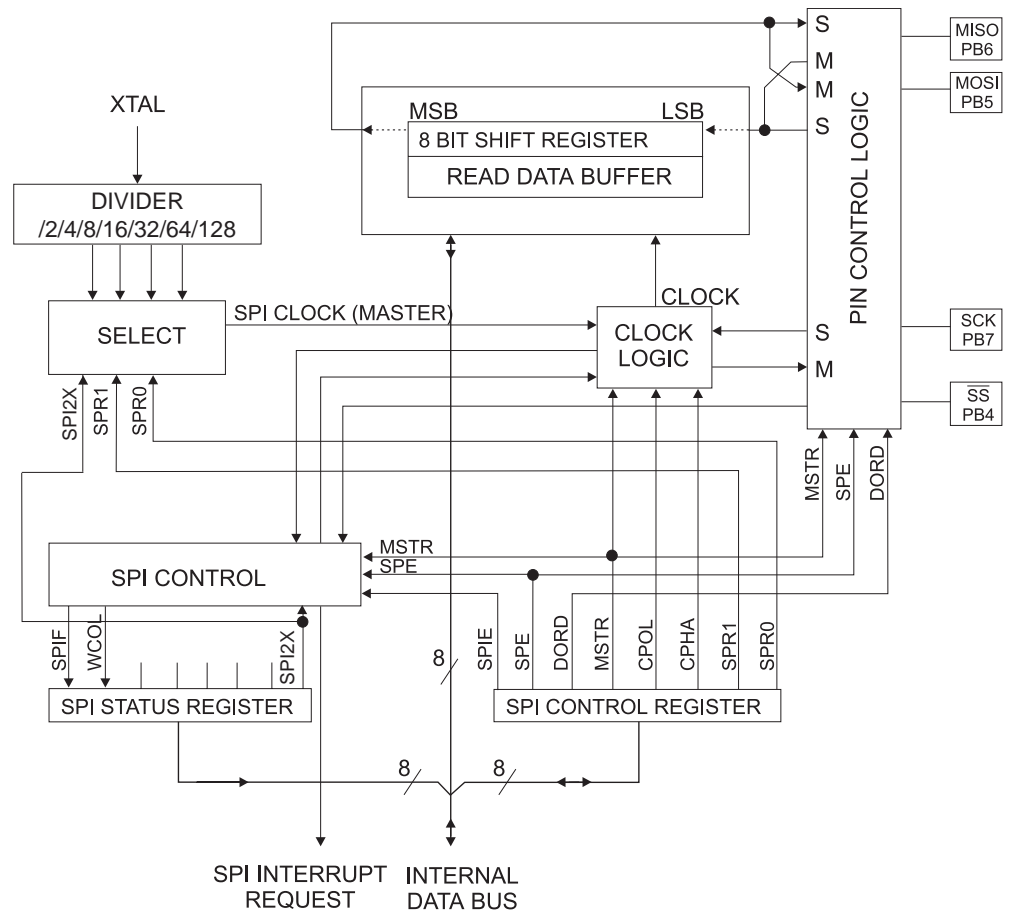 S
MISO
PB6
M
M
MOSI
PB5
S
MSB
LSB
8 BIT SHIFT REGISTER
READ DATA BUFFER
PIN CONTROL LOGIC
XTAL
DIVIDER
/2/4/8/16/32/64/128
SELECT
SPI CLOCK (MASTER)
CLOCK
CLOCK
LOGIC
S
M
SCK
PB7
SS
PB4
SPI2X
SPR1
SPR0
MSTR
SPE
DORD
SPI CONTROL
MSTR
SPE
SPIF
WCOL
SPI2X
8
SPIE
SPE
DORD
MSTR
CPOL
CPHA
SPR1
SPR0
SPI STATUS REGISTER
SPI CONTROL REGISTER
8
8
SPI INTERRUPT
REQUEST
INTERNAL
DATA BUS